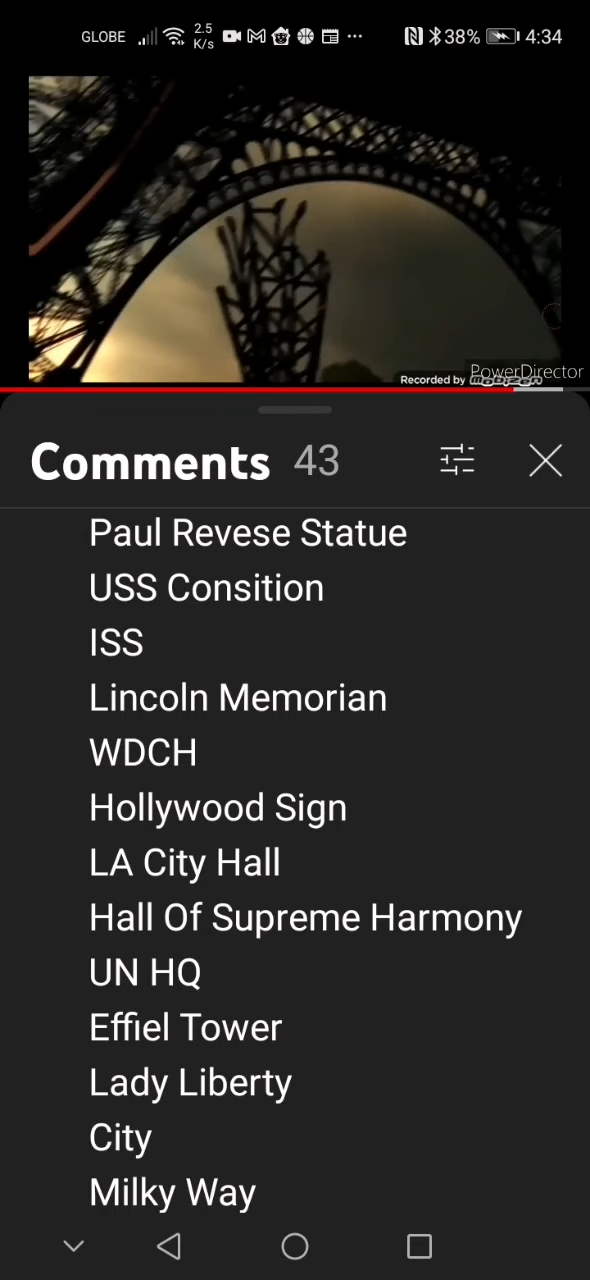 GLOBE 2.5 K/s 38% 4:34
PowerDirector
Recorded by
Comments 43
Paul Revese Statue
USS Consition
ISS
Lincoln Memorian
WDCH
Hollywood Sign
LA City Hall
Hall Of Supreme Harmony
UN HQ
Effiel Tower
Lady Liberty
City
Milky Way